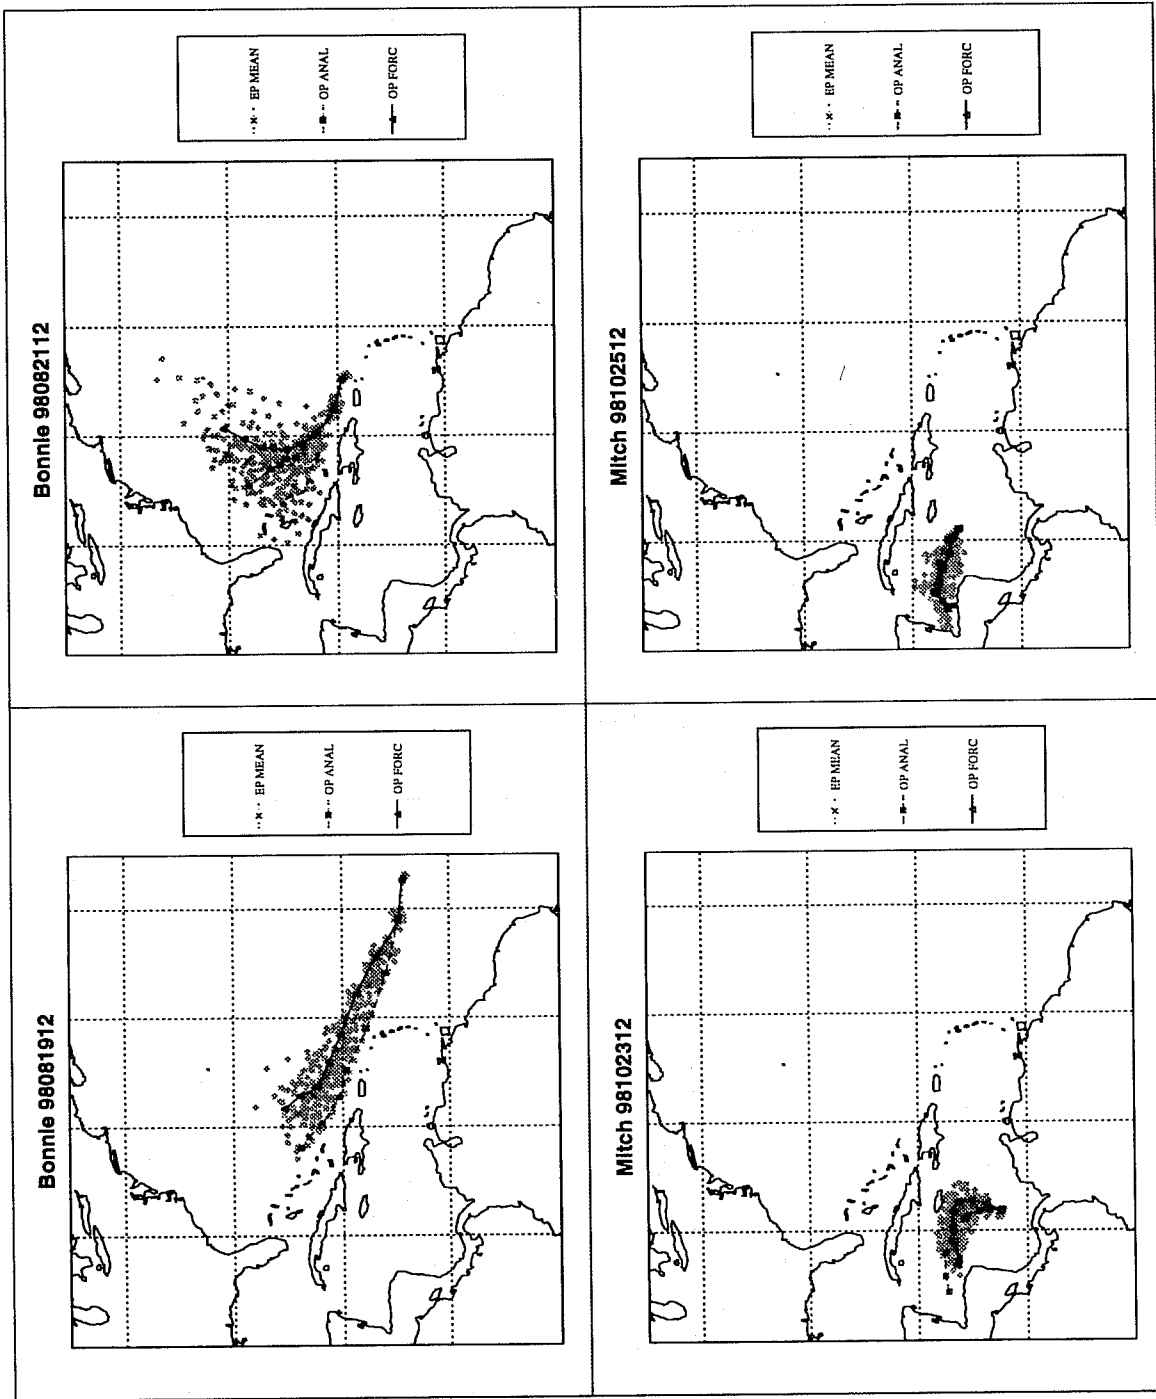 Bonnie 98081912
EP MEAN
OP ANAL
OP FORC
Bonnie 98082112
EP MEAN
OP ANAL
OP FORC
Mitch 98102312
EP MEAN
OP ANAL
OP FORC
Mitch 98102512
EP MEAN
OP ANAL
OP FORC